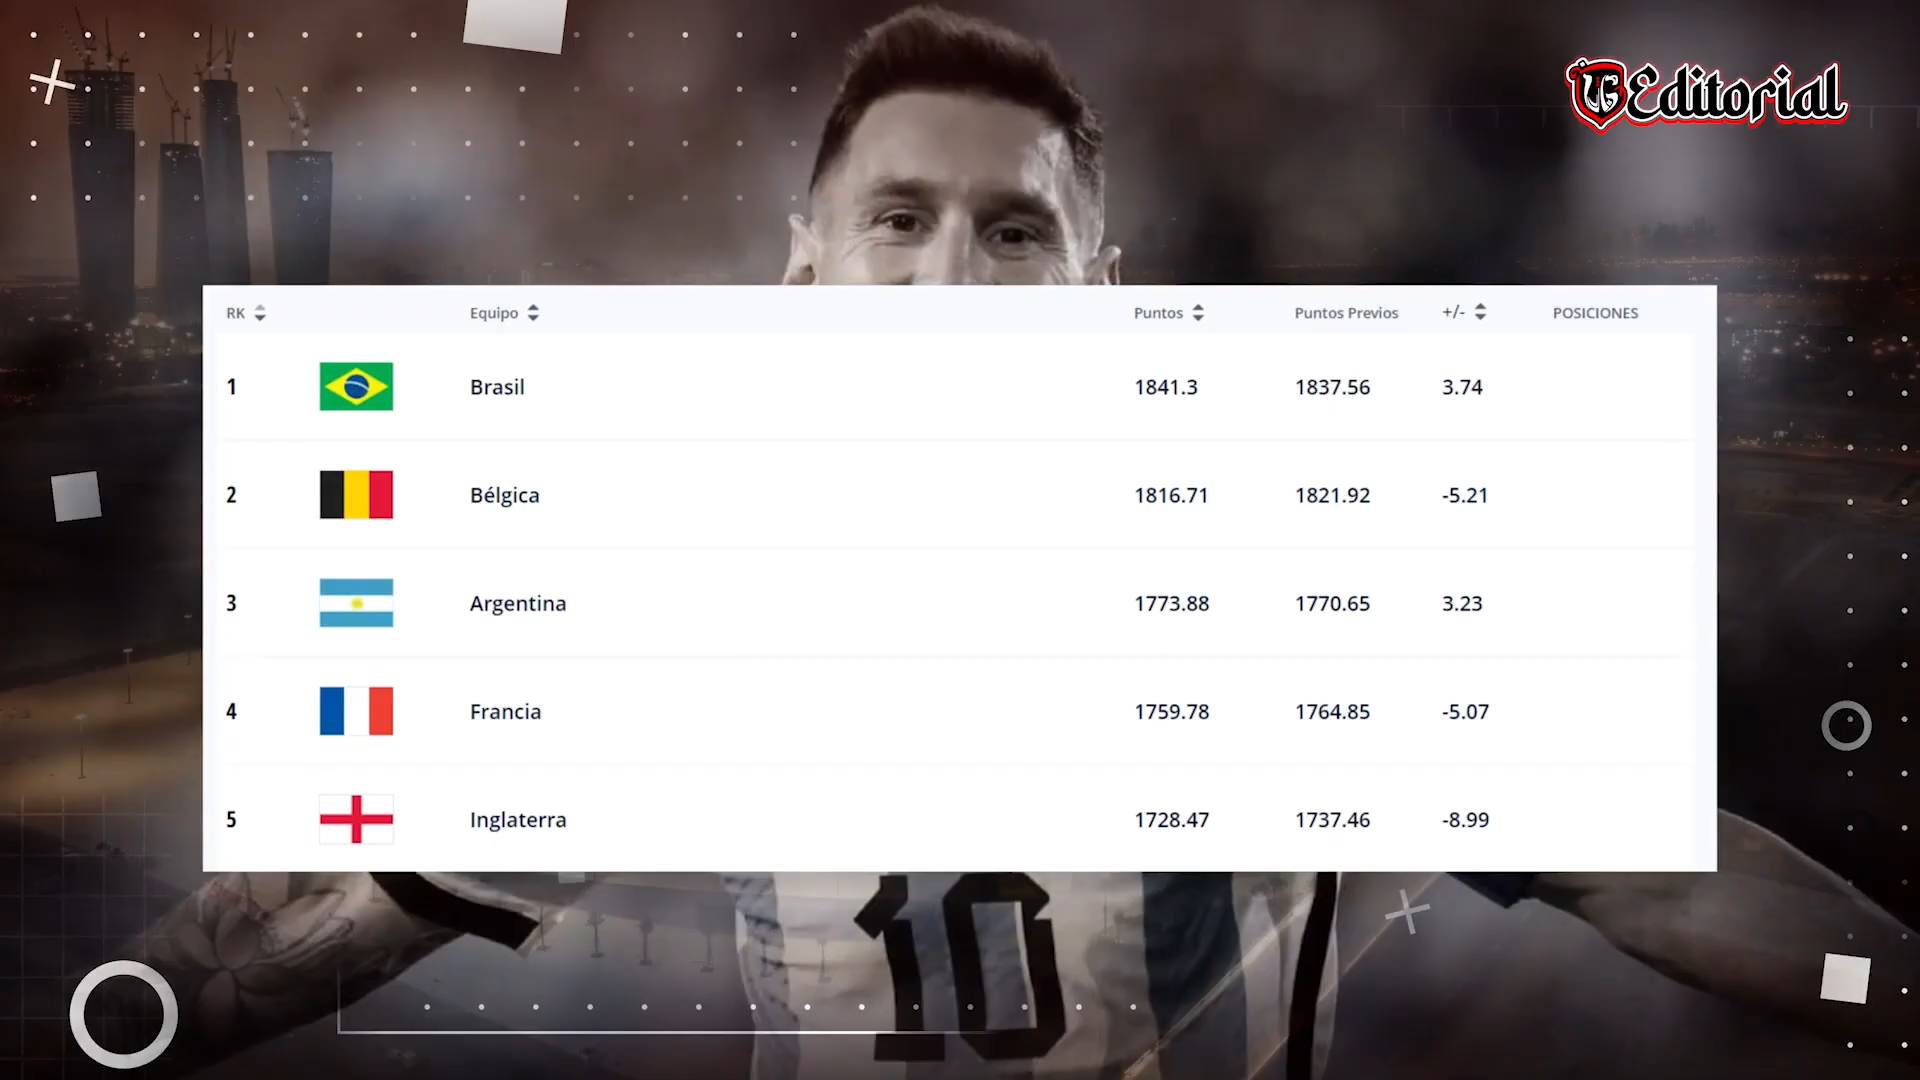 UG Editorial
RK Equipo Puntos Puntos Previos +/- POSICIONES
1 Brasil 1841.3 1837.56 3.74
2 Bélgica 1816.71 1821.92 -5.21
3 Argentina 1773.88 1770.65 3.23
4 Francia 1759.78 1764.85 -5.07
5 Inglaterra 1728.47 1737.46 -8.99
10